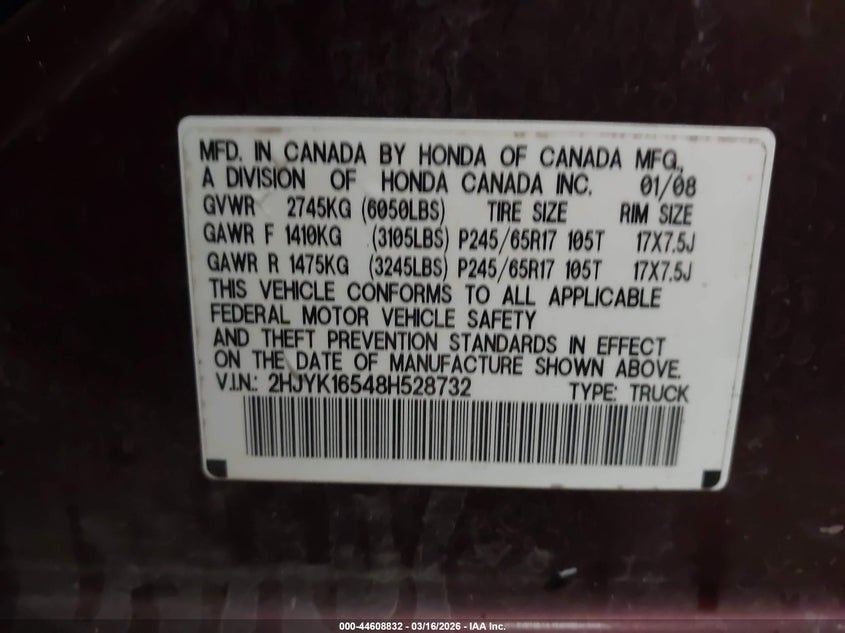 MFD. IN CANADA BY HONDA OF CANADA MFG.,
A DIVISION OF HONDA CANADA INC. 01/08
GVWR 2745KG (6050LBS) TIRE SIZE RIM SIZE
GAWR F 1410KG (3105LBS) P245/65R17 105T 17X7.5J
GAWR R 1475KG (3245LBS) P245/65R17 105T 17X7.5J
THIS VEHICLE CONFORMS TO ALL APPLICABLE
FEDERAL MOTOR VEHICLE SAFETY
AND THEFT PREVENTION STANDARDS IN EFFECT
ON THE DATE OF MANUFACTURE SHOWN ABOVE.
V.I.N.: 2HJYK16548H528732 TYPE: TRUCK
000-44608832 - 03/16/2026 - IAA Inc.